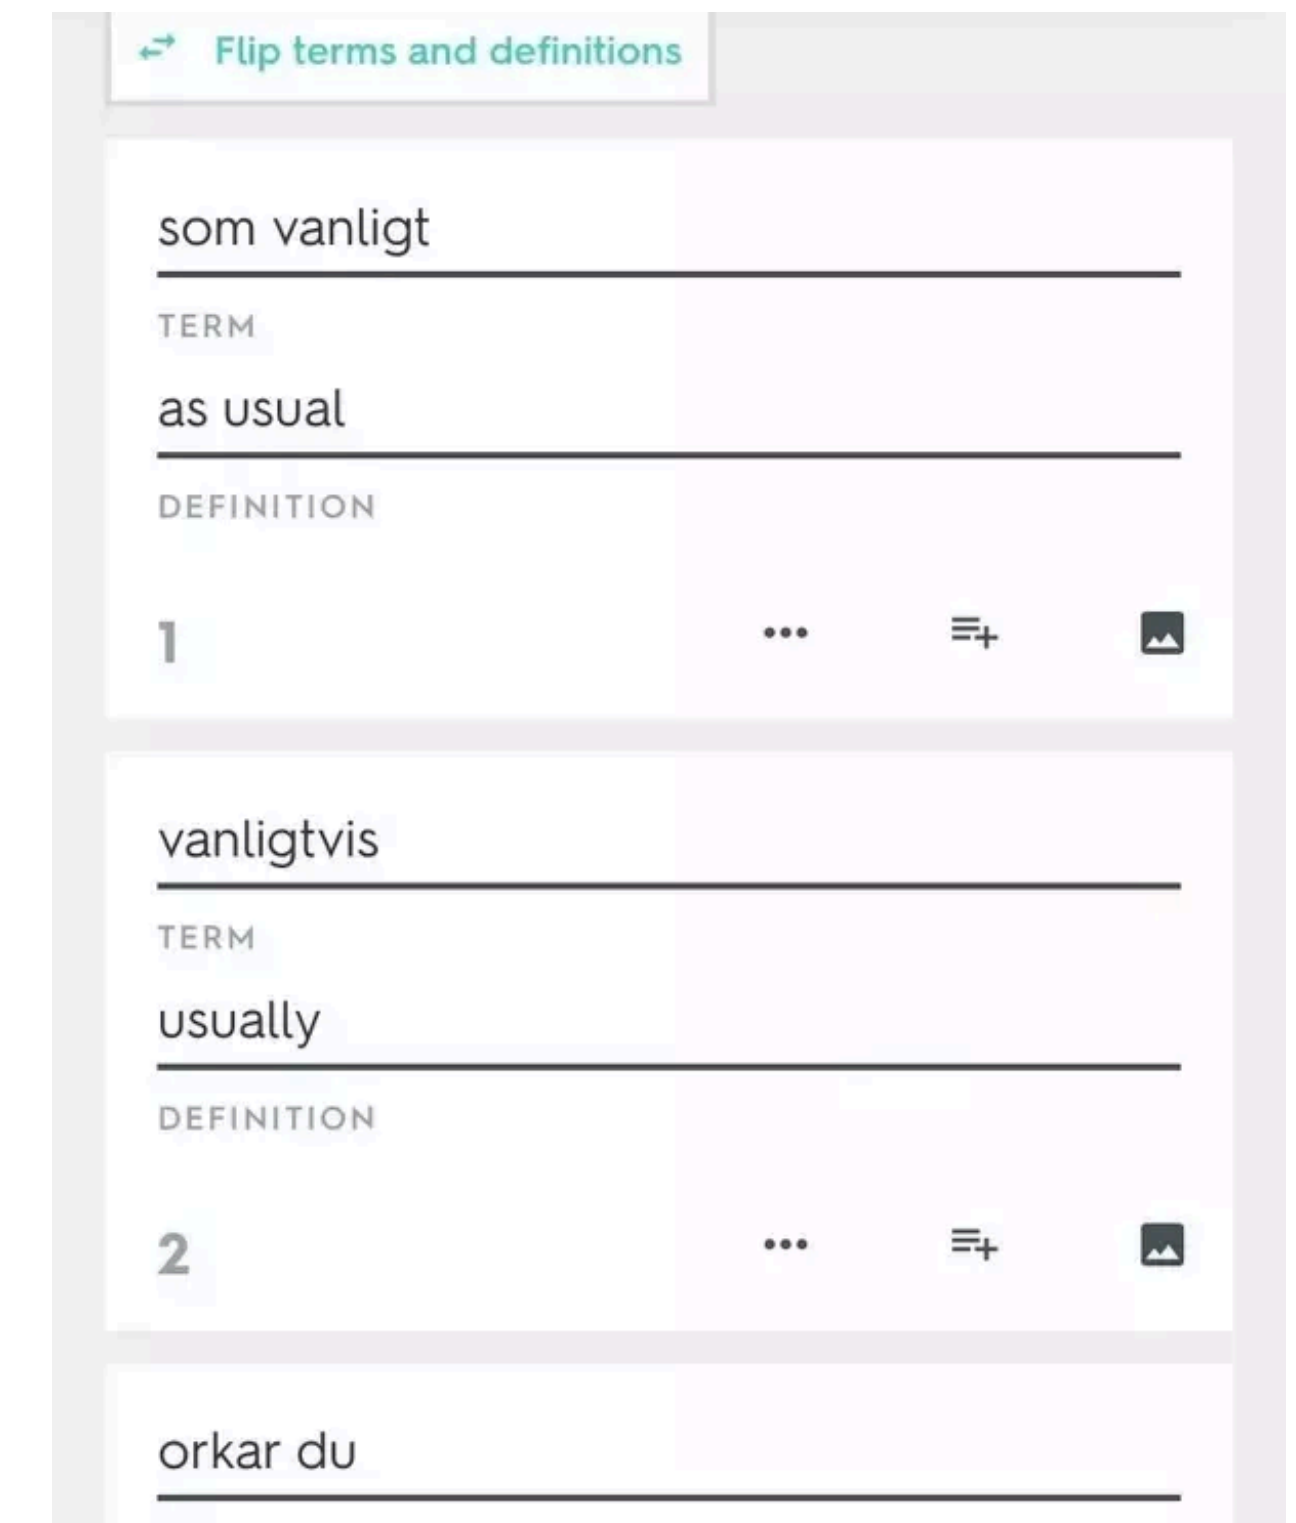 Flip terms and definitions
som vanligt
TERM
as usual
DEFINITION
1
vanligtvis
TERM
usually
DEFINITION
2
orkar du